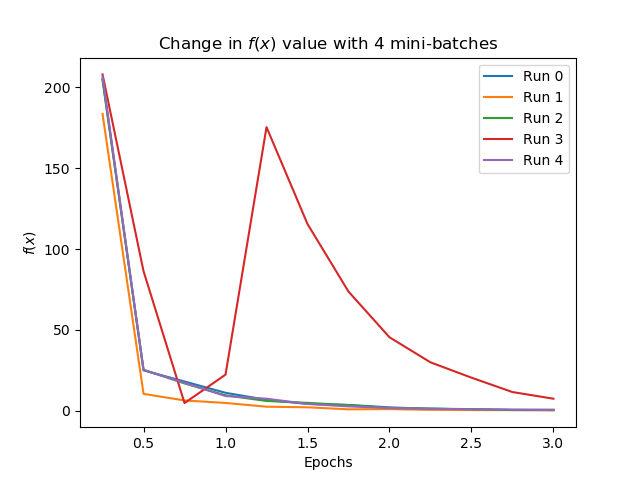 Change in f(x) value with 4 mini-batches
f(x)
200
150
100
50
0
Run 0
Run 1
Run 2
Run 3
Run 4
0.5 1.0 1.5 2.0 2.5 3.0
Epochs